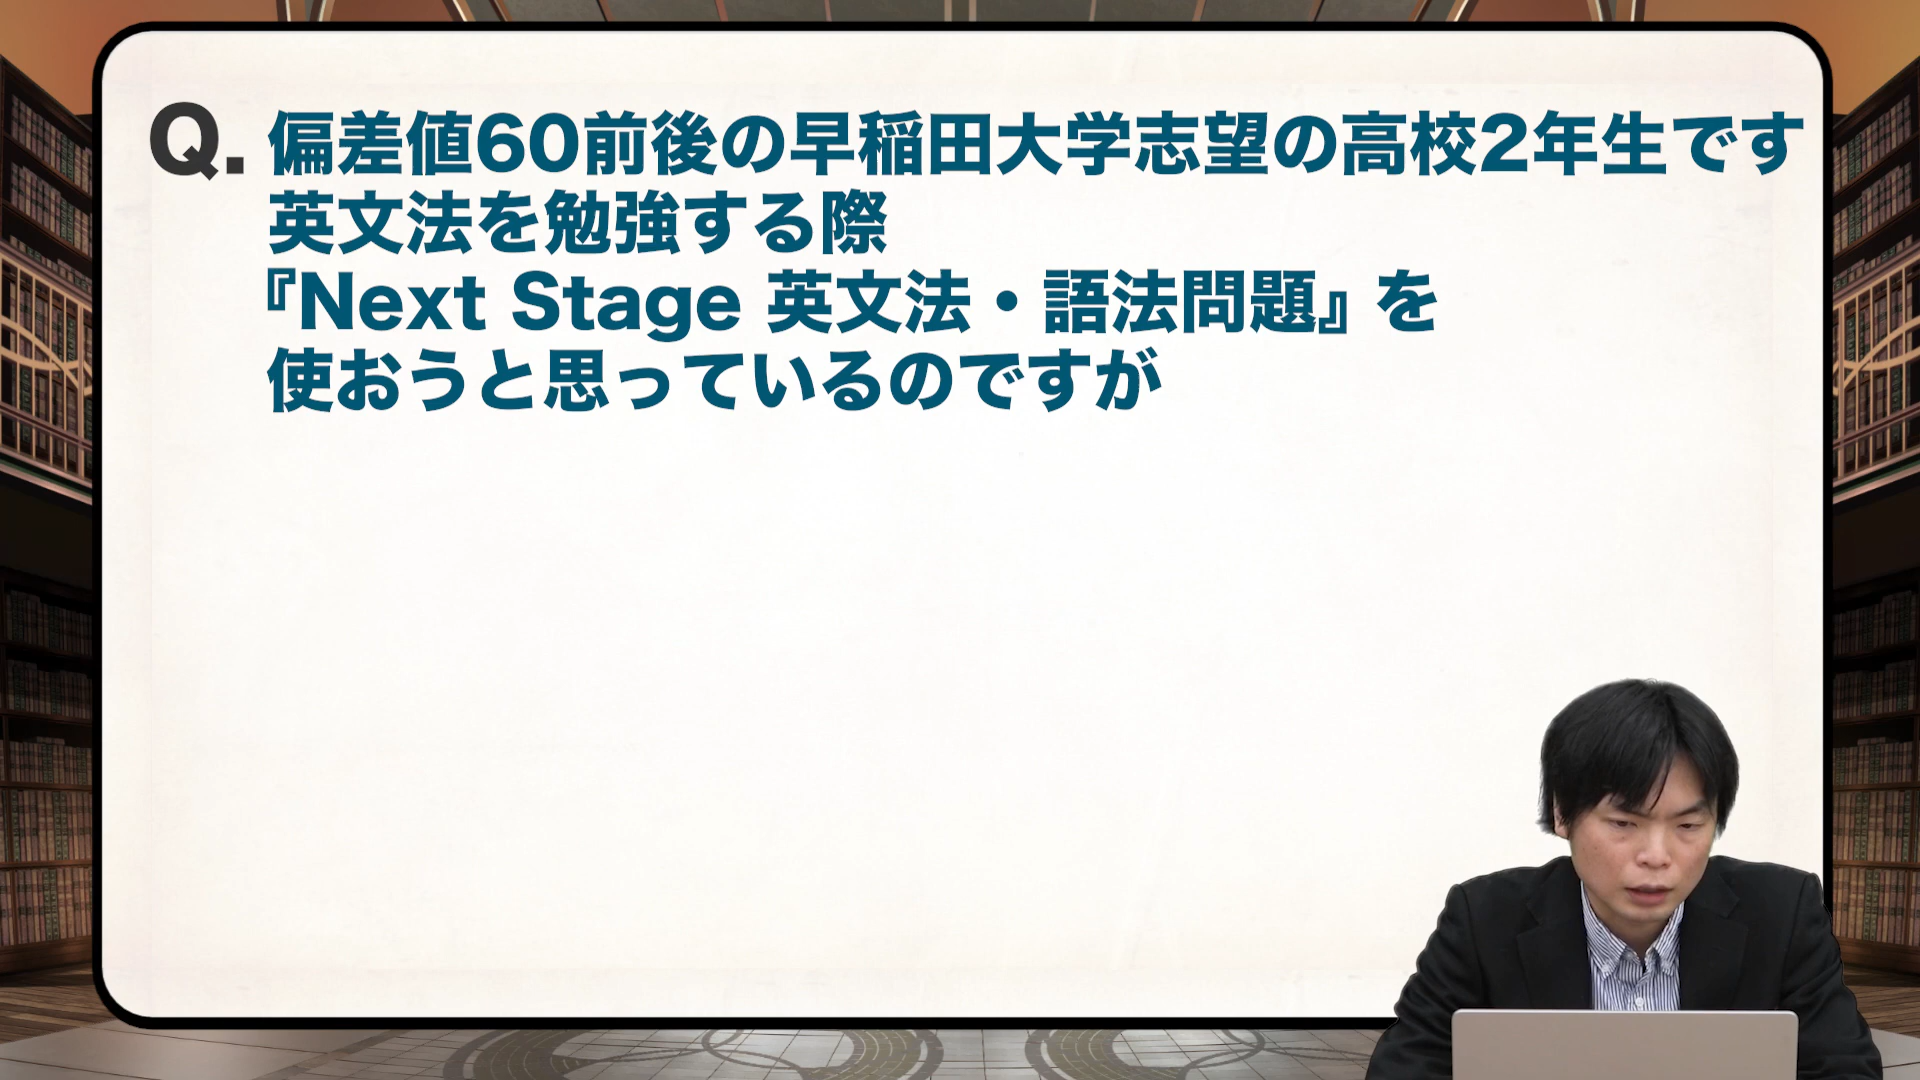 Q. 偏差値60前後の早稲田大学志望の高校2年生です
英文法を勉強する際
『Next Stage 英文法・語法問題』を
使おうと思っているのですが